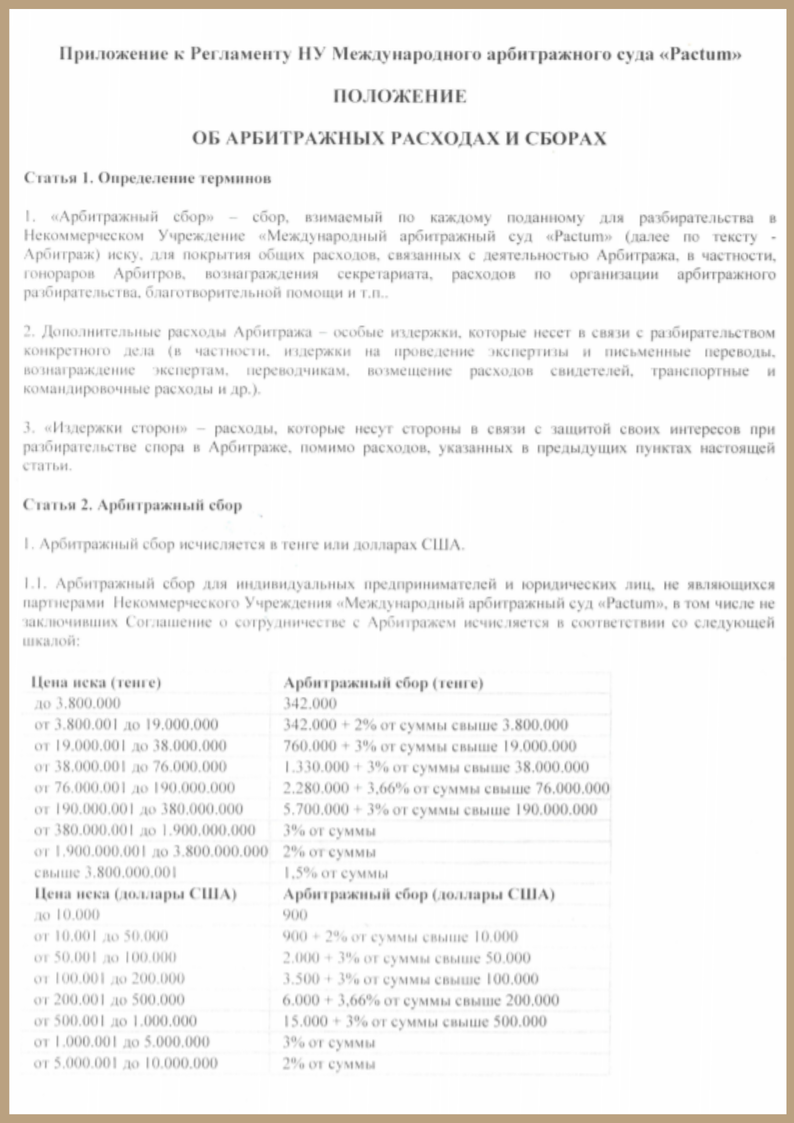 Приложение к Регламенту НУ Международного арбитражного суда «Pactum»
ПОЛОЖЕНИЕ
ОБ АРБИТРАЖНЫХ РАСХОДАХ И СБОРАХ
Статья 1. Определение терминов
1. «Арбитражный сбор» – сбор, взимаемый по каждому поданному для разбирательства в
Некоммерческом Учреждение «Международный арбитражный суд «Pactum» (далее по тексту -
Арбитраж) иску, для покрытия общих расходов, связанных с деятельностью Арбитража, в частности,
гонораров Арбитров, вознаграждения секретариата, расходов по организации арбитражного
разбирательства, благотворительной помощи и т.п..
2. Дополнительные расходы Арбитража – особые издержки, которые несет в связи с разбирательством
конкретного дела (в частности, издержки на проведение экспертизы и письменные переводы,
вознаграждение экспертам, переводчикам, возмещение расходов свидетелей, транспортные и
командировочные расходы и др.).
3. «Издержки сторон» – расходы, которые несут стороны в связи с защитой своих интересов при
разбирательстве спора в Арбитраже, помимо расходов, указанных в предыдущих пунктах настоящей
статьи.
Статья 2. Арбитражный сбор
1. Арбитражный сбор исчисляется в тенге или долларах США.
1.1. Арбитражный сбор для индивидуальных предпринимателей и юридических лиц, не являющихся
партнерами Некоммерческого Учреждения «Международный арбитражный суд «Pactum», в том числе не
заключивших Соглашение о сотрудничестве с Арбитражем исчисляется в соответствии со следующей
шкалой:
Цена иска (тенге) Арбитражный сбор (тенге)
до 3.800.000 342.000
от 3.800.001 до 19.000.000 342.000 + 2% от суммы свыше 3.800.000
от 19.000.001 до 38.000.000 760.000 + 3% от суммы свыше 19.000.000
от 38.000.001 до 76.000.000 1.330.000 + 3% от суммы свыше 38.000.000
от 76.000.001 до 190.000.000 2.280.000 + 3,66% от суммы свыше 76.000.000
от 190.000.001 до 380.000.000 5.700.000 + 3% от суммы свыше 190.000.000
от 380.000.001 до 1.900.000.000 3% от суммы
от 1.900.000.001 до 3.800.000.000 2% от суммы
свыше 3.800.000.001 1,5% от суммы
Цена иска (доллары США) Арбитражный сбор (доллары США)
до 10.000 900
от 10.001 до 50.000 900 + 2% от суммы свыше 10.000
от 50.001 до 100.000 2.000 + 3% от суммы свыше 50.000
от 100.001 до 200.000 3.500 + 3% от суммы свыше 100.000
от 200.001 до 500.000 6.000 + 3,66% от суммы свыше 200.000
от 500.001 до 1.000.000 15.000 + 3% от суммы свыше 500.000
от 1.000.001 до 5.000.000 3% от суммы
от 5.000.001 до 10.000.000 2% от суммы